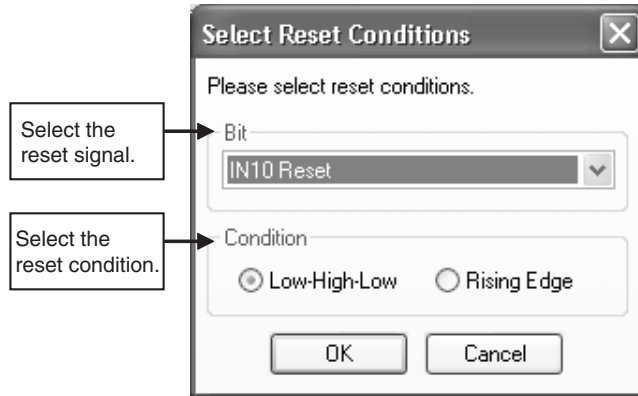 Select Reset Conditions
Please select reset conditions.
Select the
reset signal.
Bit
IN10 Reset
Select the
reset condition.
Condition
Low-High-Low
Rising Edge
OK
Cancel